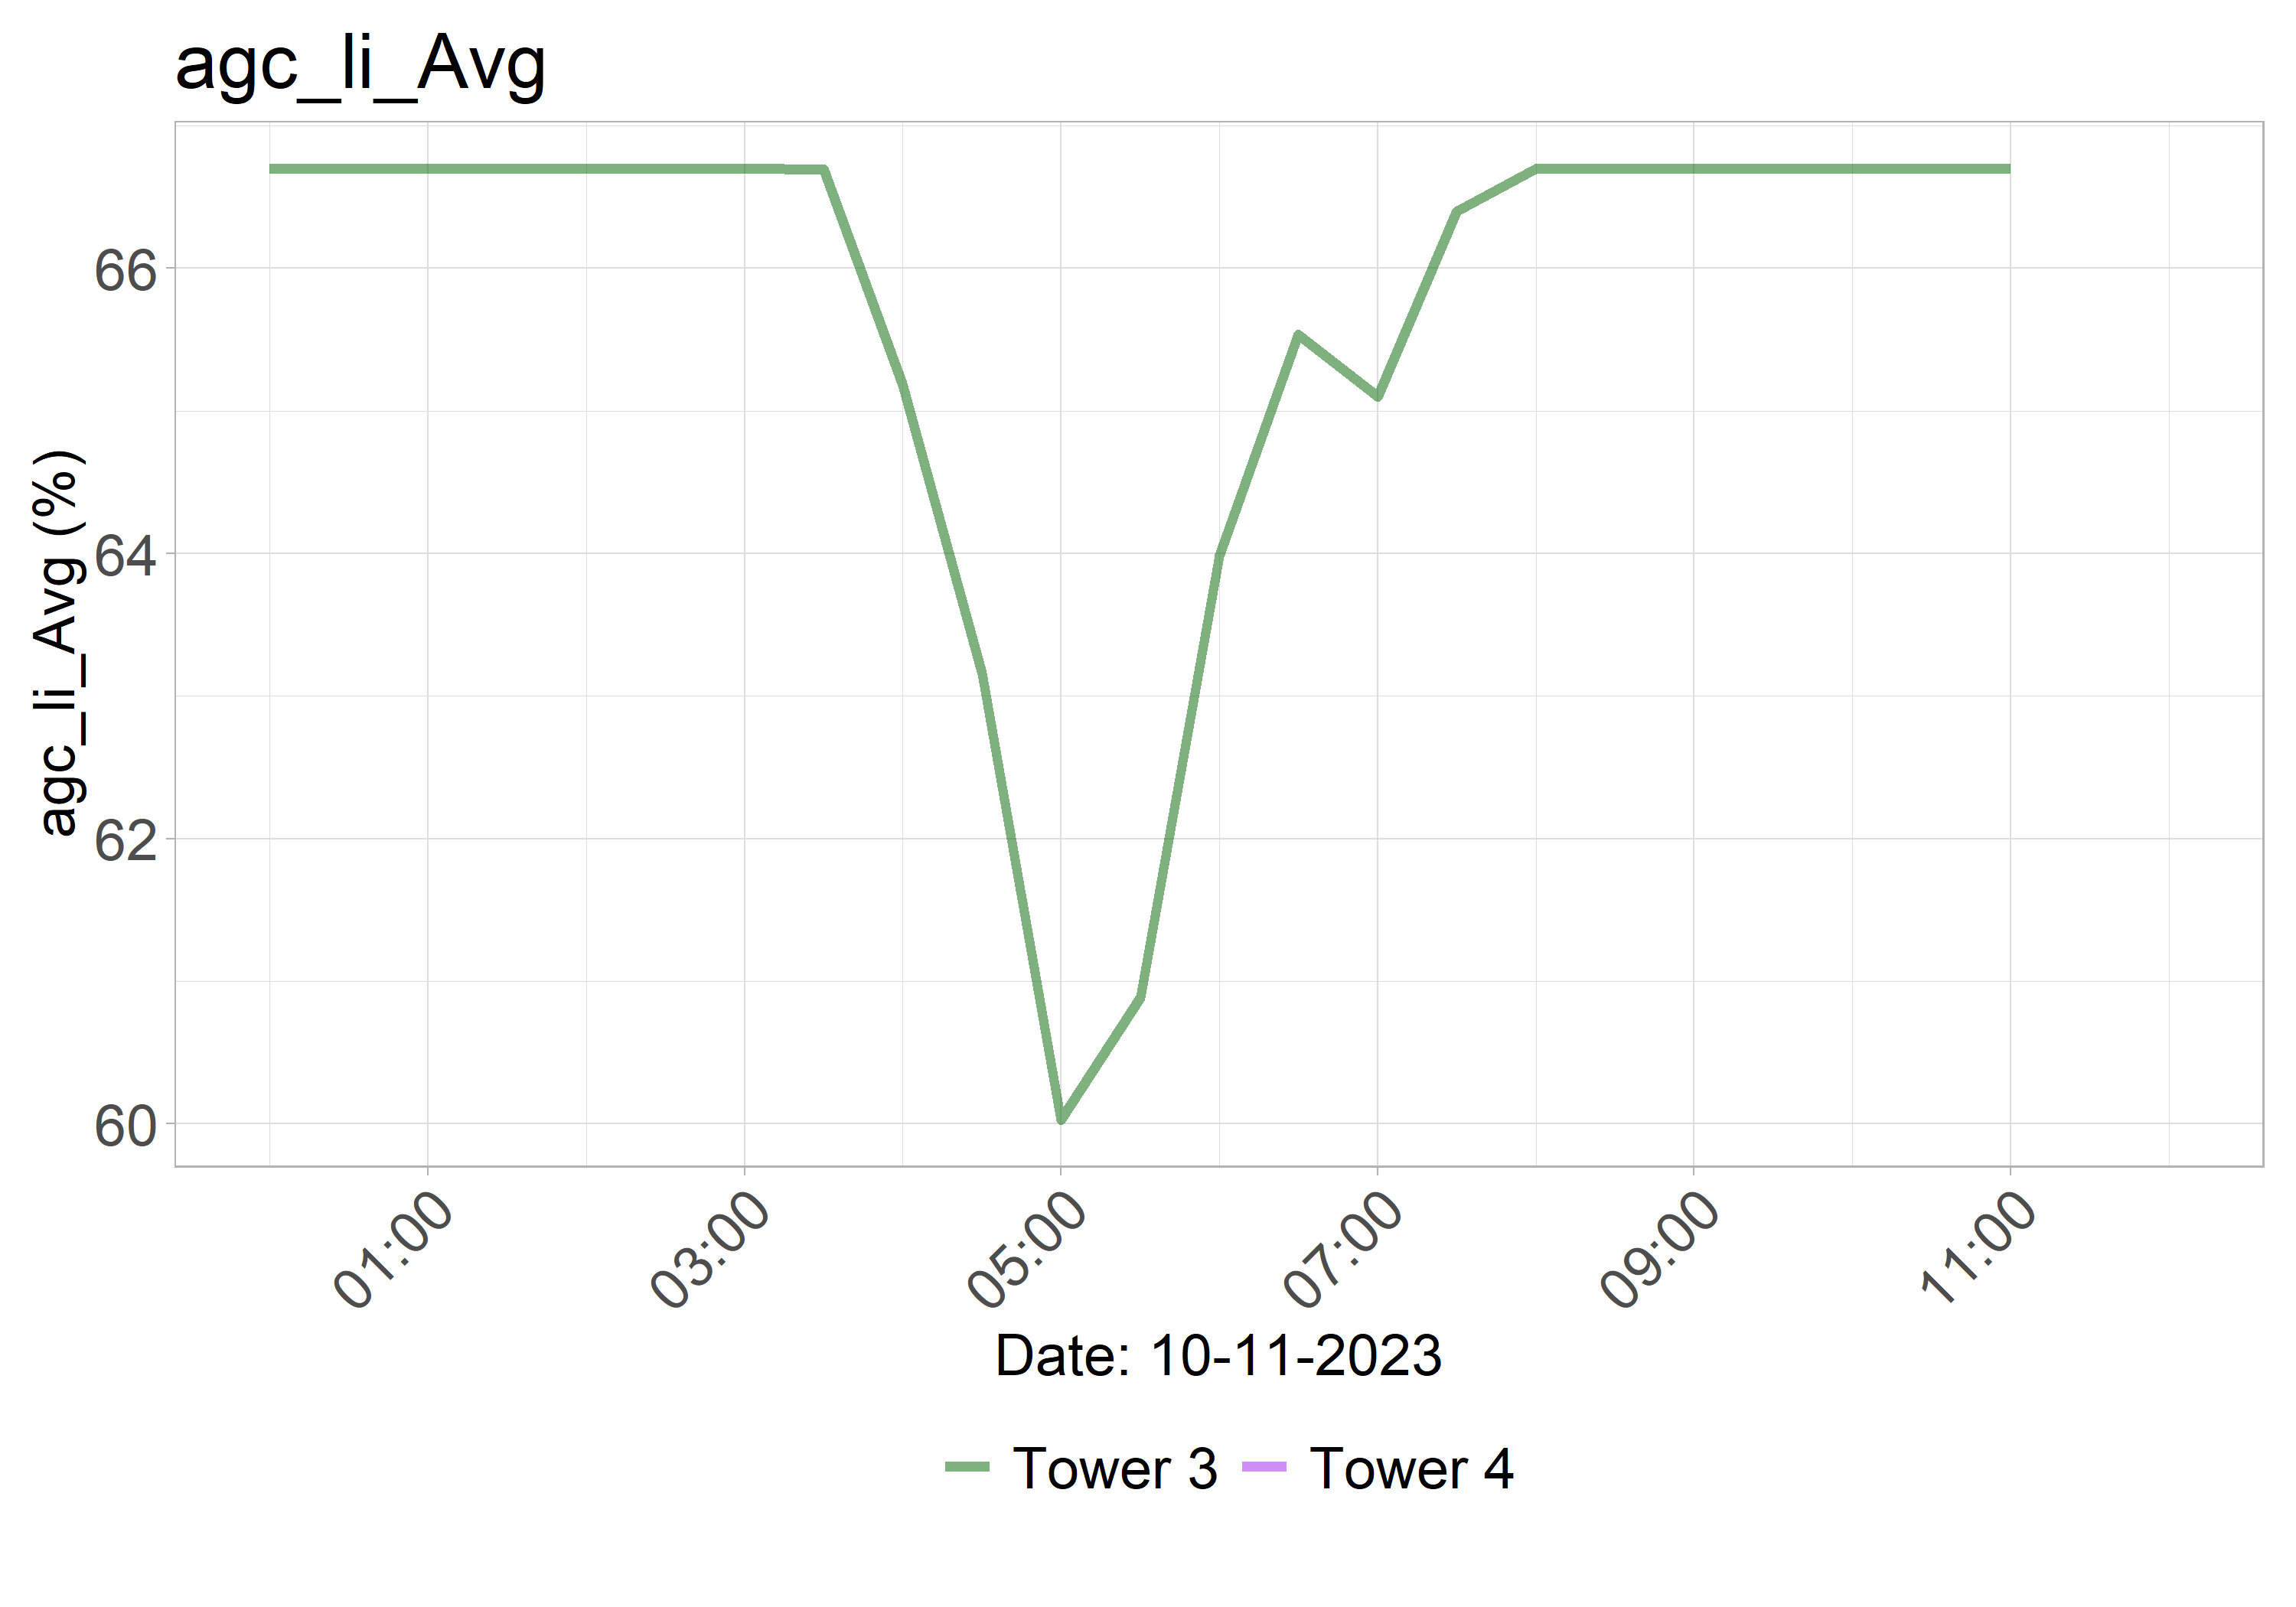 agc_li_Avg
agc_li_Avg (%)
66
64
62
60
01:00
03:00
05:00
07:00
09:00
11:00
Date: 10-11-2023
Tower 3
Tower 4